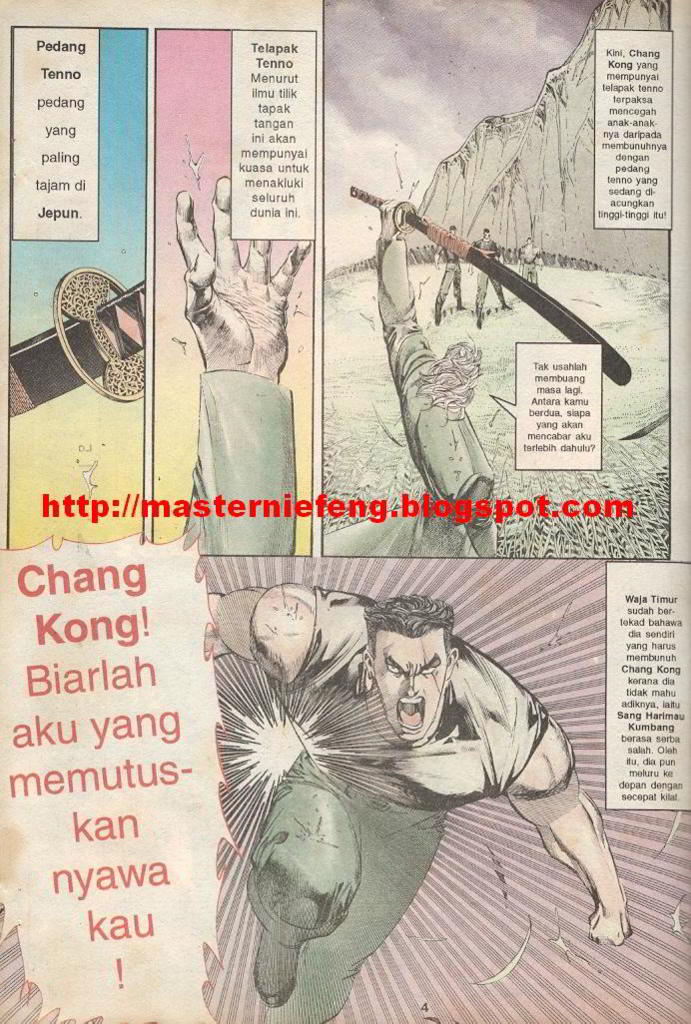 Pedang
Tenno
pedang
yang
paling
tajam di
Jepun.
Telapak
Tenno
Menurut
ilmu tilik
tapak
tangan
ini akan
mempunyai
kuasa untuk
menakluki
seluruh
dunia ini.
Kini, Chang
Kong yang
mempunyai
telapak tenno
terpaksa
mencegah
anak-anak-
nya daripada
membunuhnya
dengan
pedang
tenno yang
sedang di-
acungkan
tinggi-tinggi itu!
Tak usahlah
membuang
masa lagi.
Antara kamu
berdua, siapa
yang akan
mencabar aku
terlebih dahulu?
http://masterniefeng.blogspot.com
Chang
Kong!
Biarlah
aku yang
memutus-
kan
nyawa
kau
!
Waja Timur
sudah ber-
tekad bahawa
dia sendiri
yang harus
membunuh
Chang Kong
kerana dia
tidak mahu
adiknya, iaitu
Sang Harimau
Kumbang
berasa serba
salah. Oleh
itu, dia pun
meluru ke
depan dengan
secepat kilat.
4